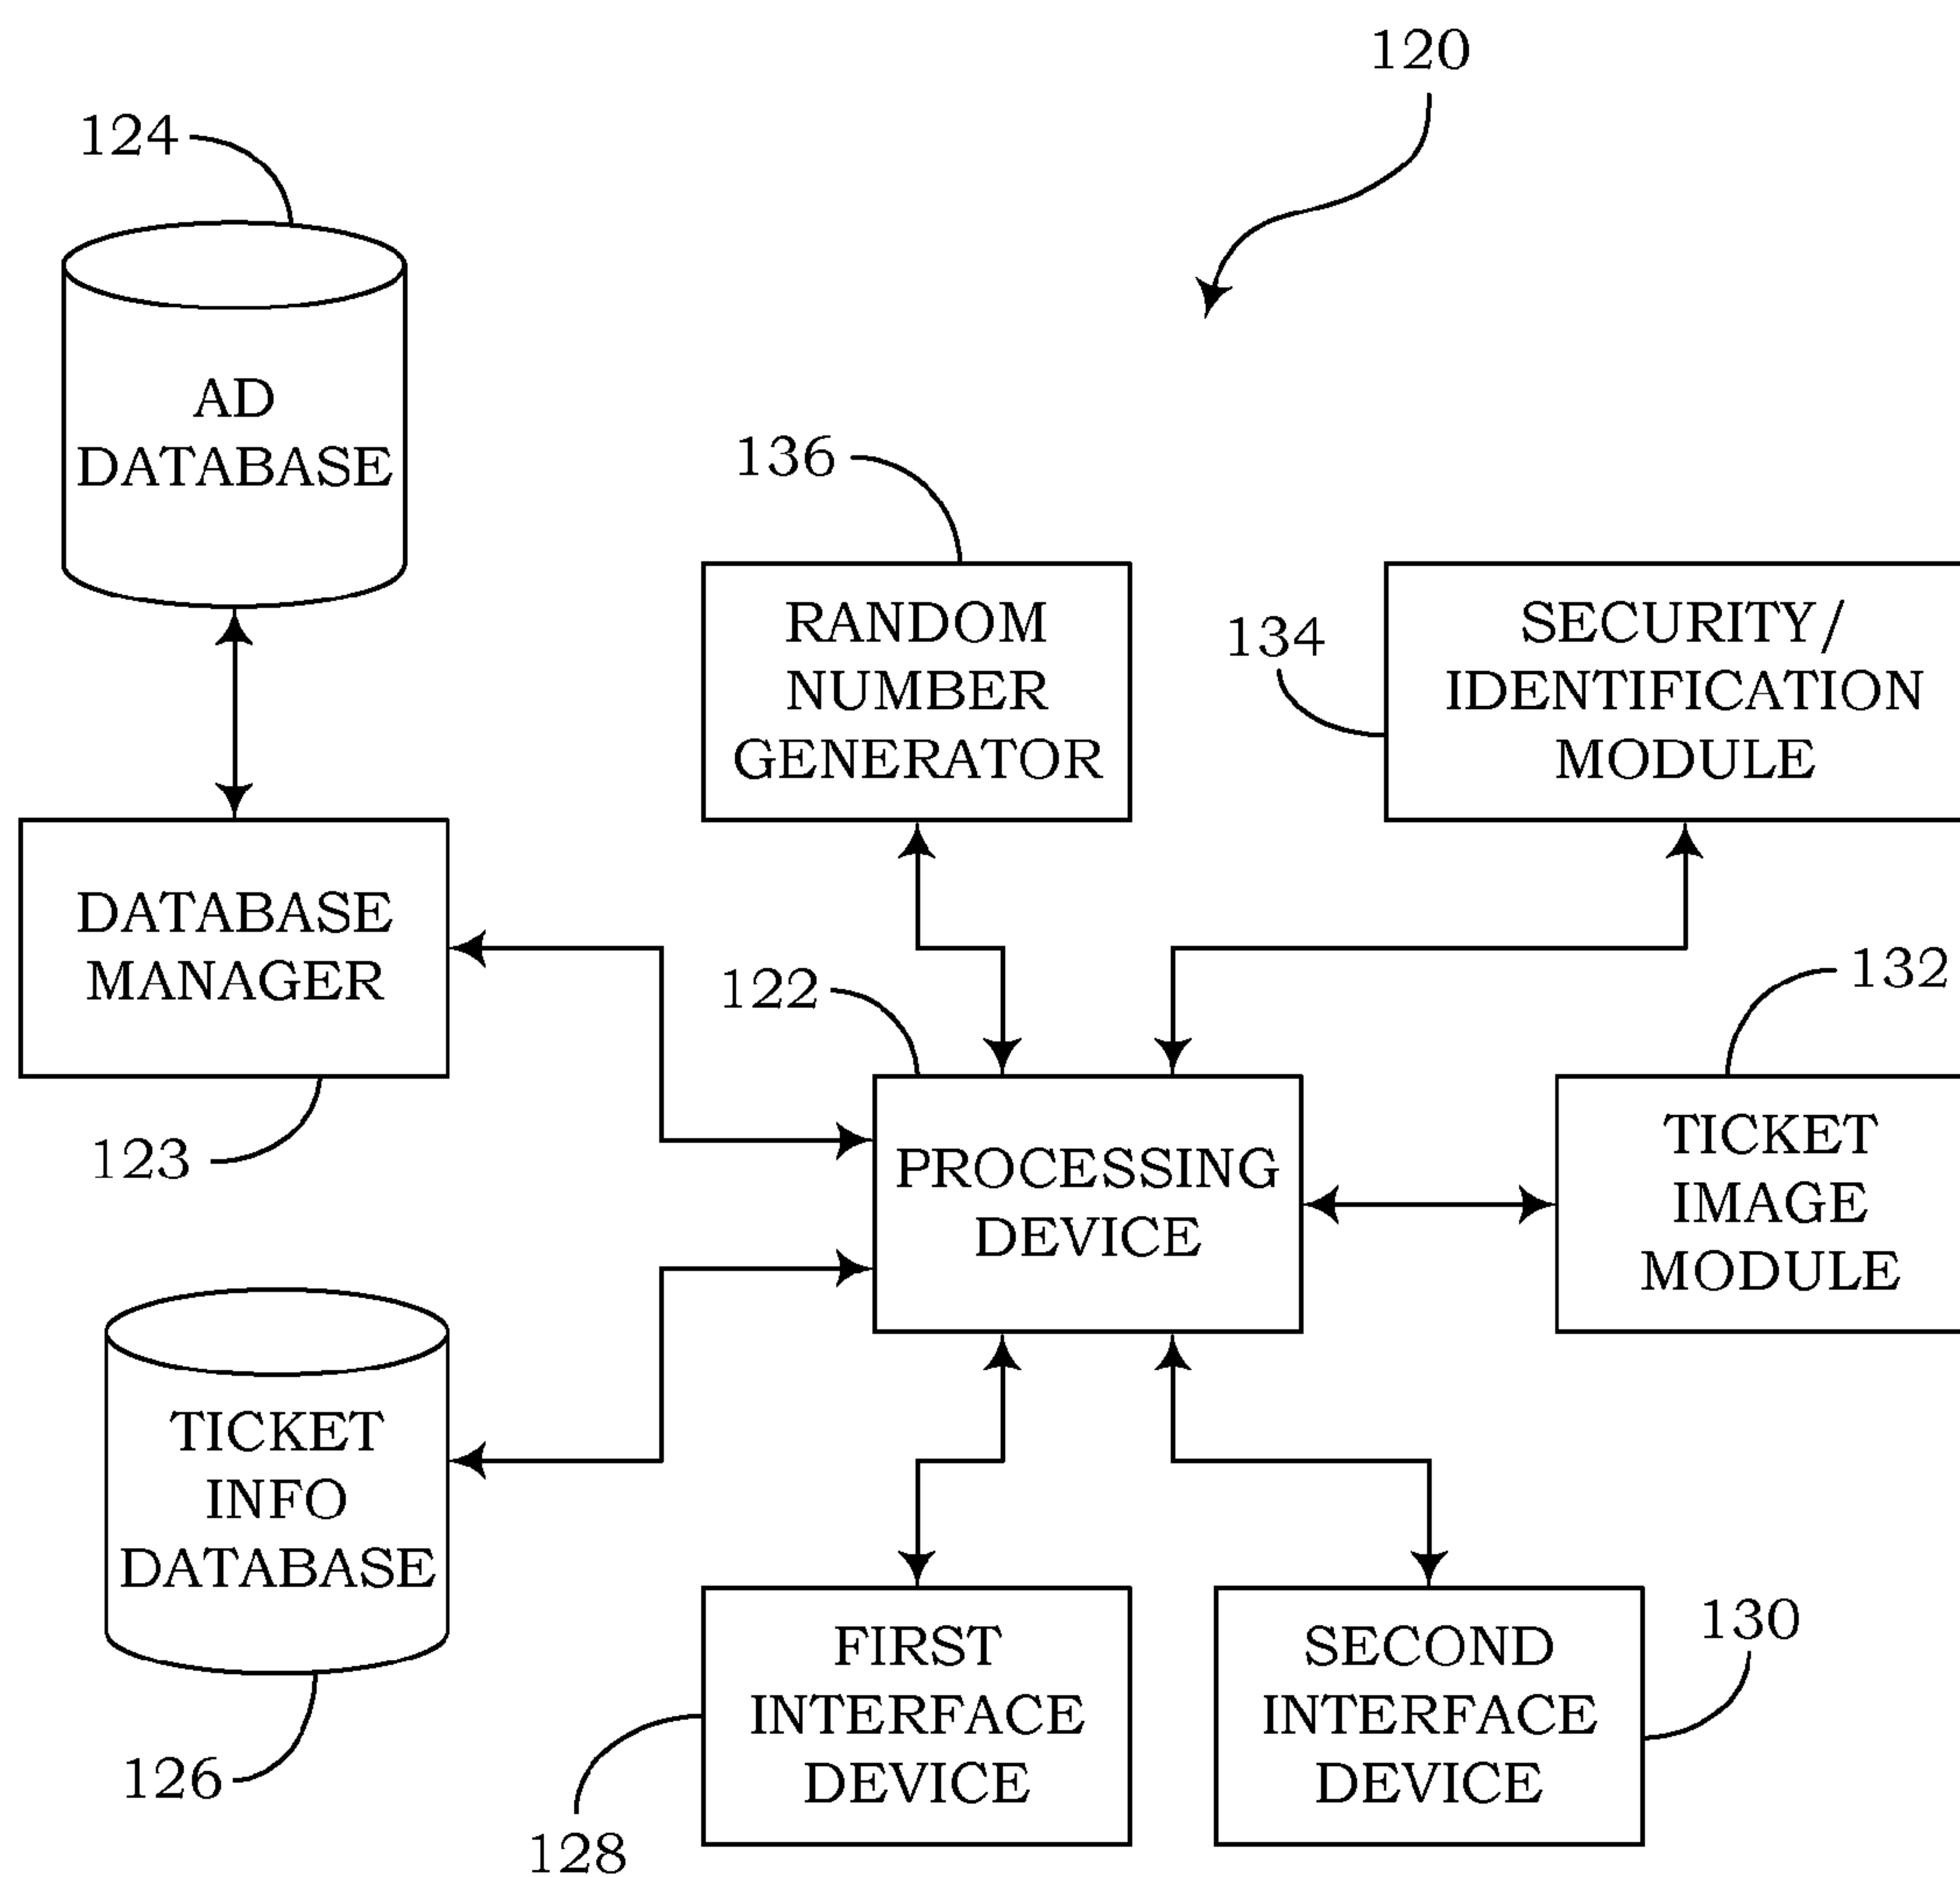 120
124
AD
DATABASE
136
RANDOM
NUMBER
GENERATOR
134
SECURITY/
IDENTIFICATION
MODULE
DATABASE
MANAGER
123
122
PROCESSING
DEVICE
132
TICKET
IMAGE
MODULE
TICKET
INFO
DATABASE
126
FIRST
INTERFACE
DEVICE
128
SECOND
INTERFACE
DEVICE
130